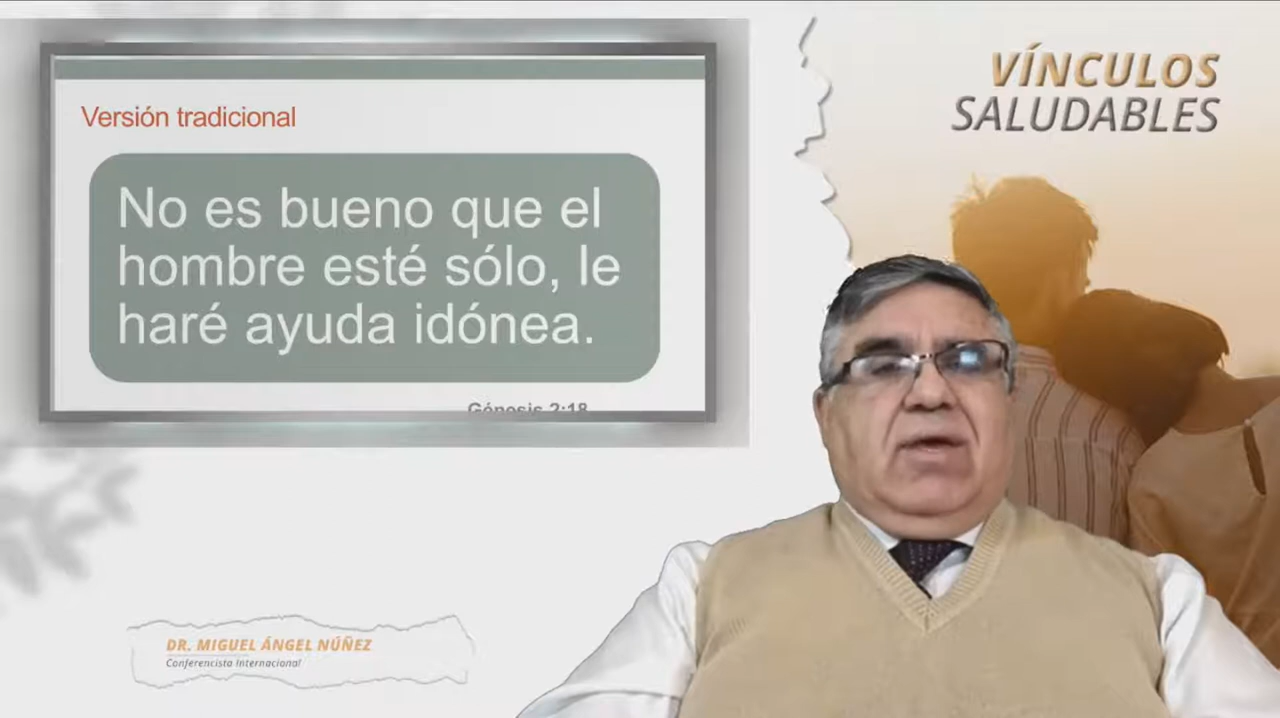 Versión tradicional
No es bueno que el
hombre esté sólo, le
haré ayuda idónea.
Génesis 2:18
VÍNCULOS
SALUDABLES
DR. MIGUEL ÁNGEL NÚÑEZ
Conferencista Internacional